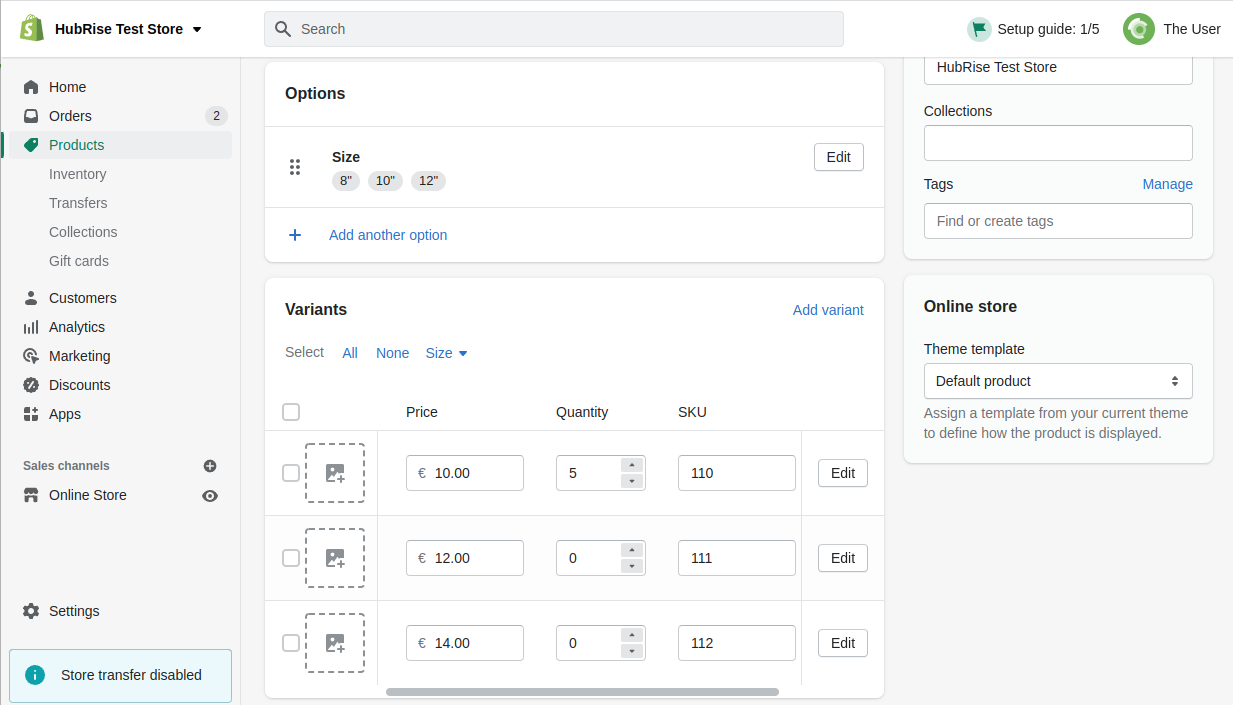 HubRise Test Store
Search
Setup guide: 1/5
The User
Home
Orders
2
Products
Inventory
Transfers
Collections
Gift cards
Customers
Analytics
Marketing
Discounts
Apps
Sales channels
Online Store
Settings
Store transfer disabled
Options
Size
8" 10" 12"
Edit
Add another option
Variants
Add variant
Select All None Size
Price Quantity SKU
€ 10.00 5 110 Edit
€ 12.00 0 111 Edit
€ 14.00 0 112 Edit
HubRise Test Store
Collections
Tags
Manage
Find or create tags
Online store
Theme template
Default product
Assign a template from your current theme
to define how the product is displayed.